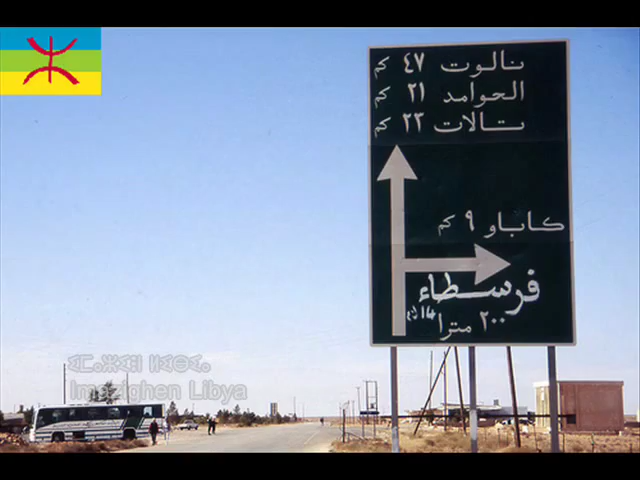 نالوت ٤٧ كم
الحوامد ٢١ كم
تالات ٢٢ كم
كاباو ٩ كم
فرسطاء
٢٠٠ مترا
Imazighen Libya